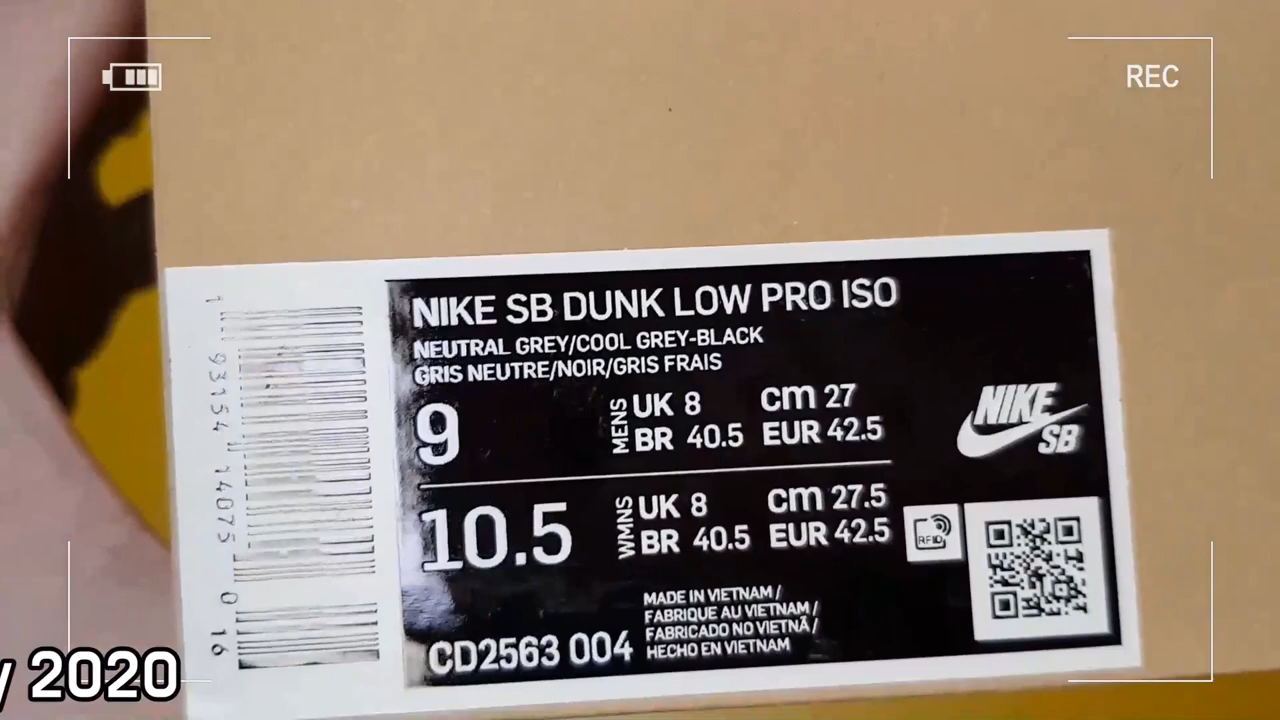 REC
NIKE SB DUNK LOW PRO ISO
NEUTRAL GREY/COOL GREY-BLACK
GRIS NEUTRE/NOIR/GRIS FRAIS
9 MENS UK 8 cm 27
BR 40.5 EUR 42.5
NIKE SB
10.5 WMNS UK 8 cm 27.5
BR 40.5 EUR 42.5
RFID
MADE IN VIETNAM /
FABRIQUE AU VIETNAM /
FABRICADO NO VIETNÃ /
HECHO EN VIETNAM
CD2563 004
1 93154 14075 0 16
y 2020